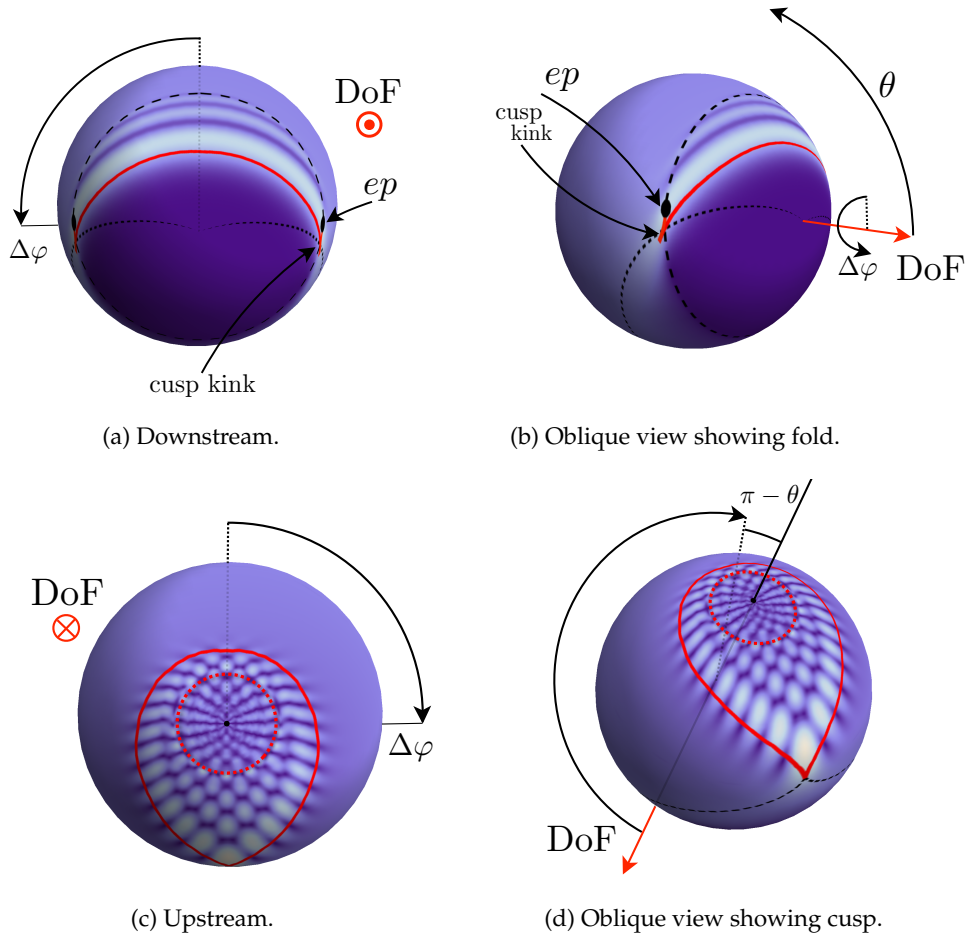 DoF
ep
Δφ
cusp kink
(a) Downstream.
ep
cusp
kink
θ
DoF
Δφ
(b) Oblique view showing fold.
DoF
Δφ
(c) Upstream.
π − θ
DoF
(d) Oblique view showing cusp.